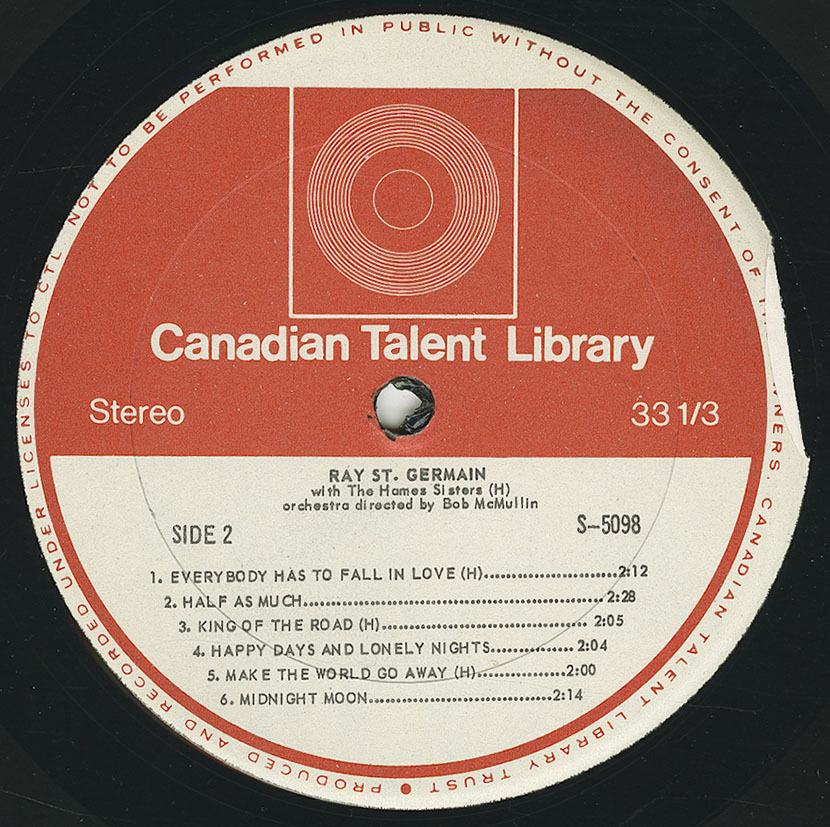 PRODUCED AND RECORDED UNDER LICENSES TO CTL. NOT TO BE PERFORMED IN PUBLIC WITHOUT THE CONSENT OF CANADIAN TALENT LIBRARY TRUST •
Canadian Talent Library
Stereo
33 1/3
RAY ST. GERMAIN
with The Hames Sisters (H)
orchestra directed by Bob McMullin
SIDE 2
S-5098
1. EVERYBODY HAS TO FALL IN LOVE (H).......................2:12
2. HALF AS MUCH....................................................2:28
3. KING OF THE ROAD (H)................................... 2:05
4. HAPPY DAYS AND LONELY NIGHTS.............. 2:04
5. MAKE THE WORLD GO AWAY (H)...............2:00
6. MIDNIGHT MOON................................2:14